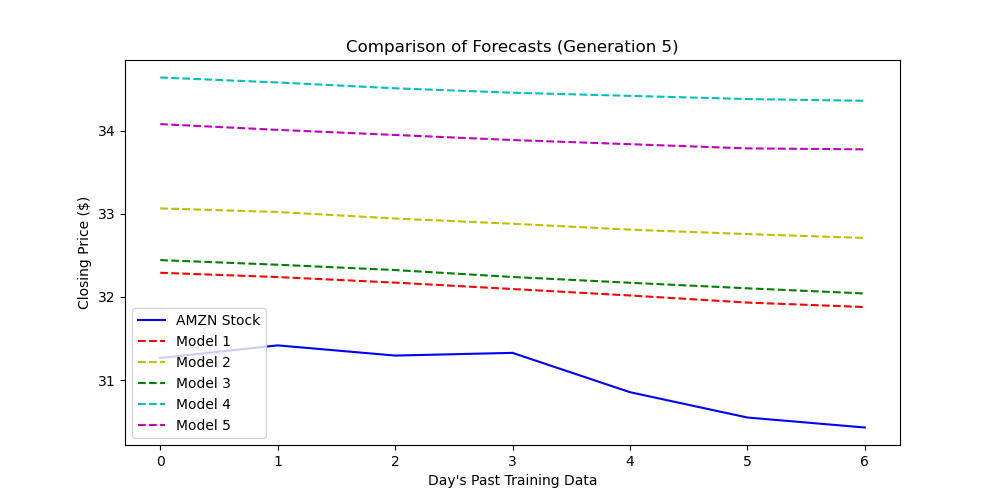 Comparison of Forecasts (Generation 5)
Closing Price ($)
34
33
32
31
AMZN Stock
Model 1
Model 2
Model 3
Model 4
Model 5
0 1 2 3 4 5 6
Day's Past Training Data